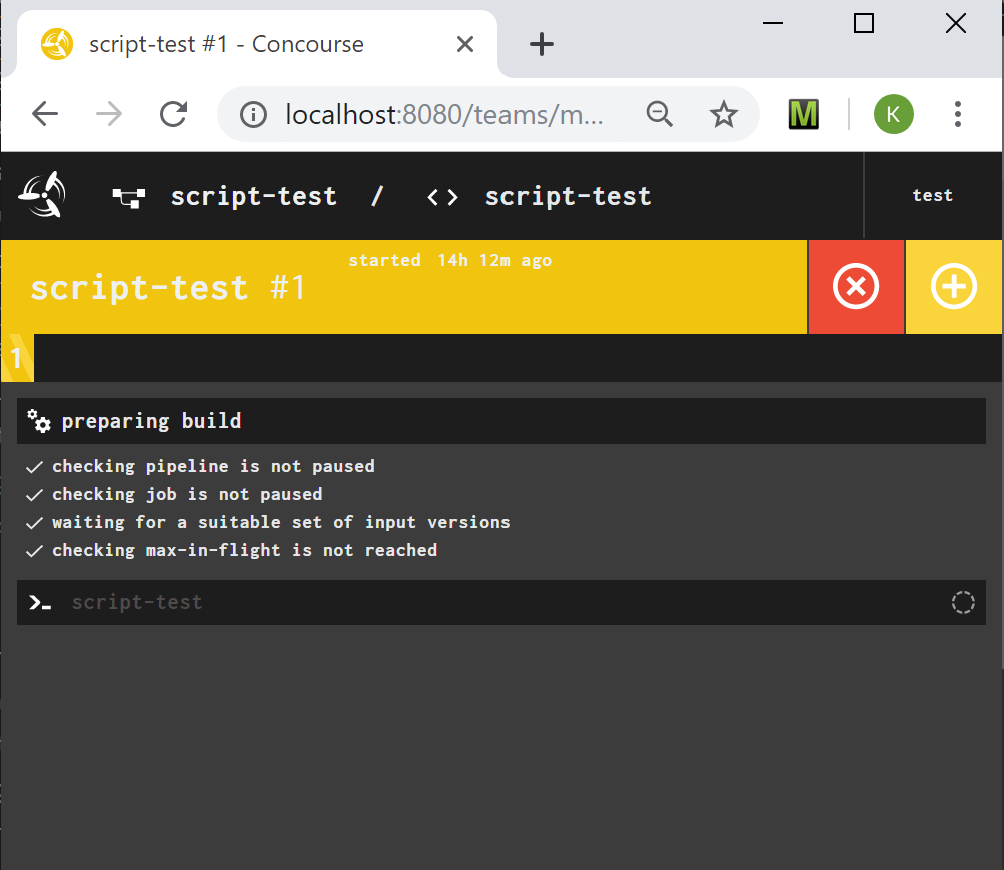 script-test #1 - Concourse
localhost:8080/teams/m...
M
K
script-test / <> script-test
test
started 14h 12m ago
script-test #1
1
preparing build
checking pipeline is not paused
checking job is not paused
waiting for a suitable set of input versions
checking max-in-flight is not reached
script-test